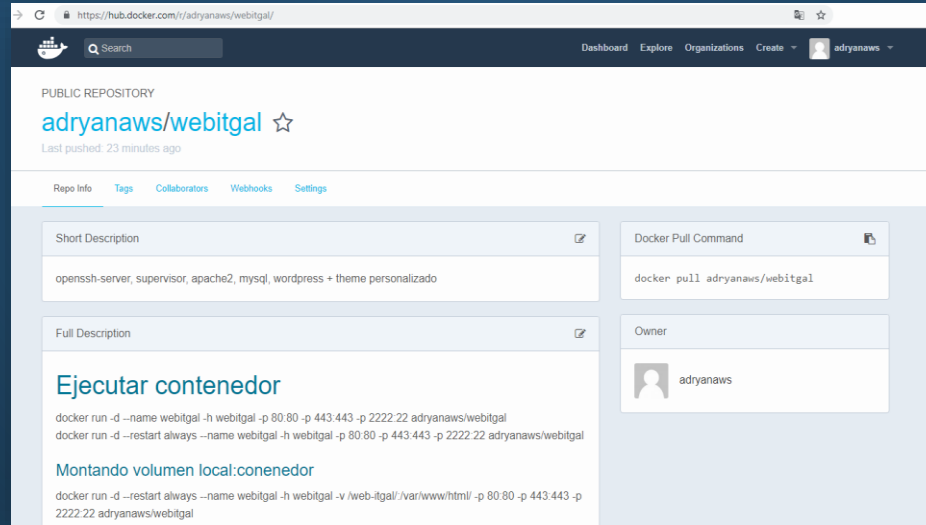 https://hub.docker.com/r/adryanaws/webitgal/
Search
Dashboard Explore Organizations Create adryanaws
PUBLIC REPOSITORY
adryanaws/webitgal
Last pushed: 23 minutes ago
Repo Info Tags Collaborators Webhooks Settings
Short Description
openssh-server, supervisor, apache2, mysql, wordpress + theme personalizado
Full Description
Ejecutar contenedor
docker run -d --name webitgal -h webitgal -p 80:80 -p 443:443 -p 2222:22 adryanaws/webitgal
docker run -d --restart always --name webitgal -h webitgal -p 80:80 -p 443:443 -p 2222:22 adryanaws/webitgal
Montando volumen local:conenedor
docker run -d --restart always --name webitgal -h webitgal -v /web-itgal/:/var/www/html/ -p 80:80 -p 443:443 -p
2222:22 adryanaws/webitgal
Docker Pull Command
docker pull adryanaws/webitgal
Owner
adryanaws